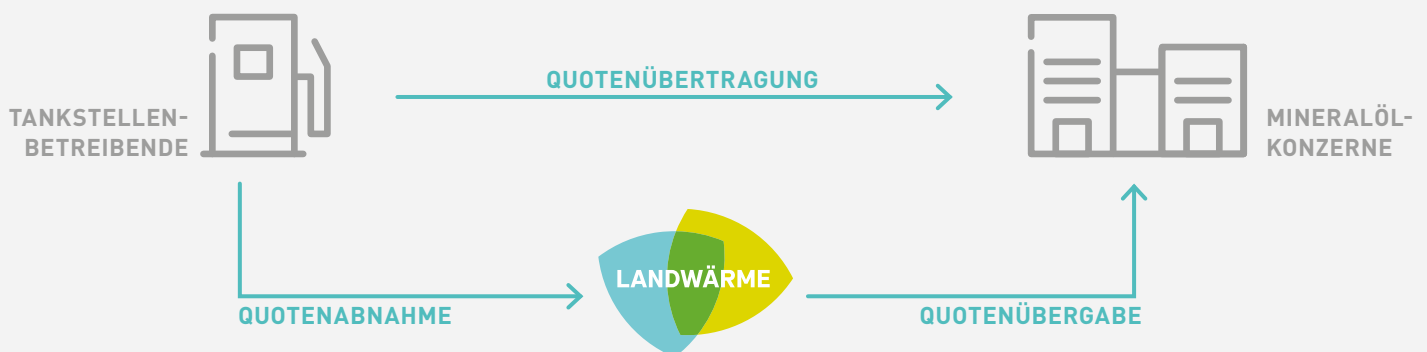 QUOTENÜBERTRAGUNG
TANKSTELLEN-
BETREIBENDE
MINERALÖL-
KONZERNE
LANDWÄRME
QUOTENABNAHME
QUOTENÜBERGABE